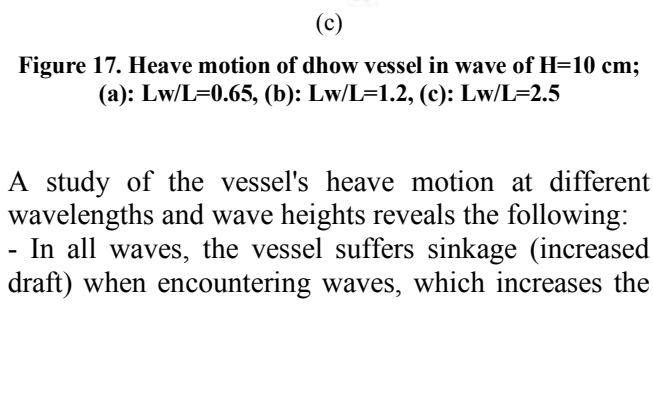 (c)
Figure 17. Heave motion of dhow vessel in wave of H=10 cm;
(a): Lw/L=0.65, (b): Lw/L=1.2, (c): Lw/L=2.5
A study of the vessel's heave motion at different
wavelengths and wave heights reveals the following:
- In all waves, the vessel suffers sinkage (increased
draft) when encountering waves, which increases the